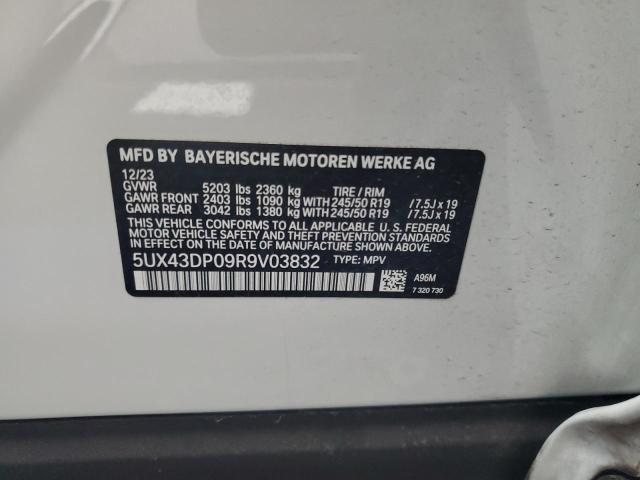 MFD BY BAYERISCHE MOTOREN WERKE AG
12/23
GVWR 5203 lbs 2360 kg TIRE / RIM
GAWR FRONT 2403 lbs 1090 kg WITH 245/50 R19 /7.5J x 19
GAWR REAR 3042 lbs 1380 kg WITH 245/50 R19 /7.5J x 19
THIS VEHICLE CONFORMS TO ALL APPLICABLE U.S. FEDERAL
MOTOR VEHICLE SAFETY, BUMPER, AND THEFT PREVENTION
STANDARDS IN EFFECT ON THE DATE OF MANUFACTURE SHOWN ABOVE.
5UX43DP09R9V03832 TYPE: MPV
A96M
7 320 730